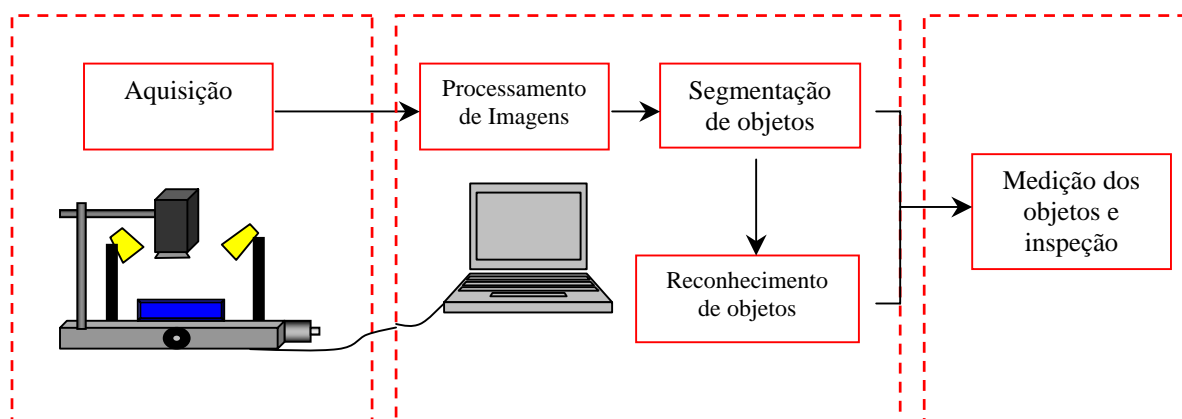 Aquisição
Processamento
de Imagens
Segmentação
de objetos
Reconhecimento
de objetos
Medição dos
objetos e
inspeção